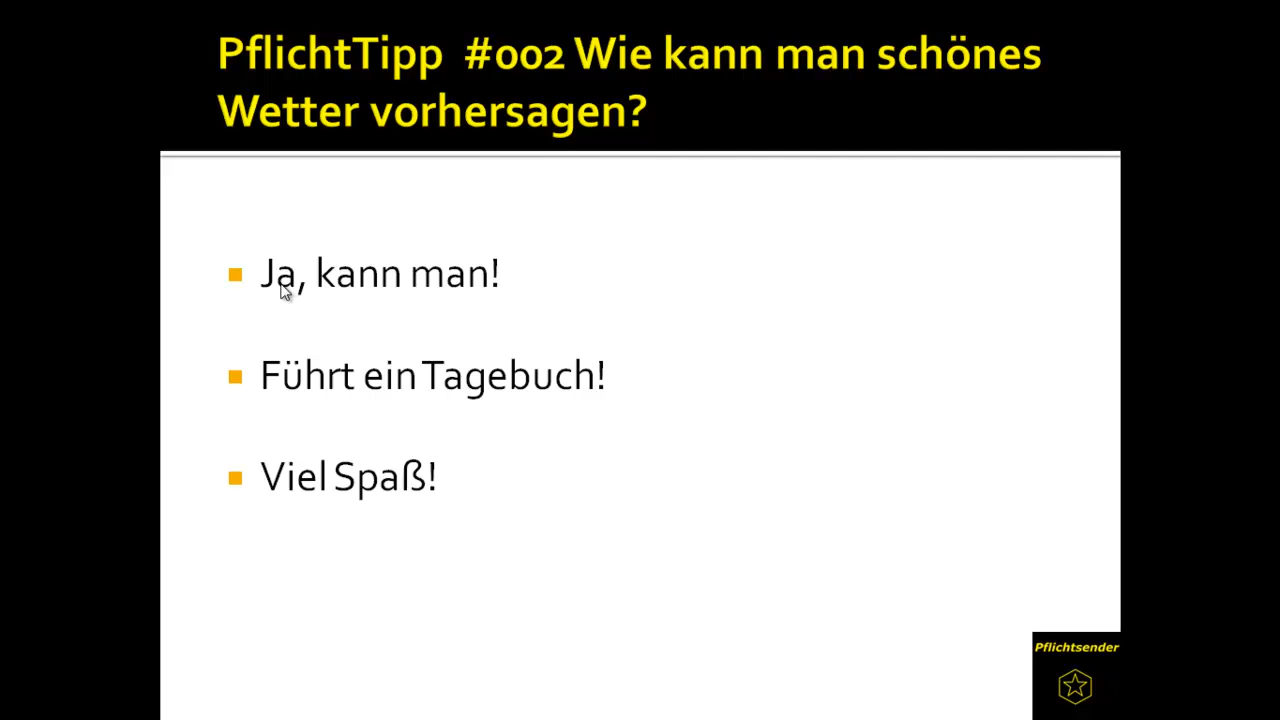 PflichtTipp #002 Wie kann man schönes
Wetter vorhersagen?
Ja, kann man!
Führt ein Tagebuch!
Viel Spaß!
Pflichtsender